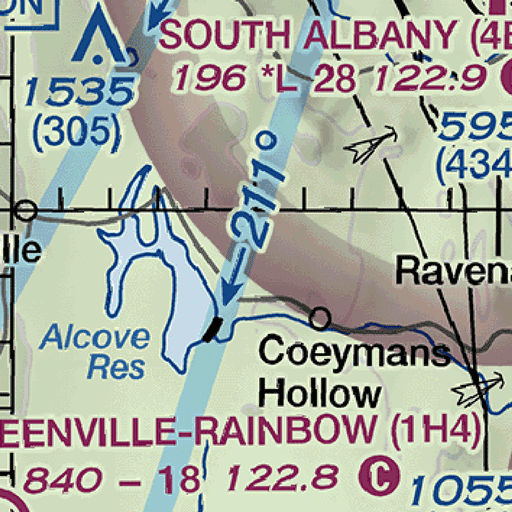 ON
SOUTH ALBANY (4B
196 *L 28 122.9
1535
(305)
595
(434
211°
lle
Ravena
Alcove
Res
Coeymans
Hollow
EENVILLE-RAINBOW (1H4)
840 - 18 122.8 C
1055